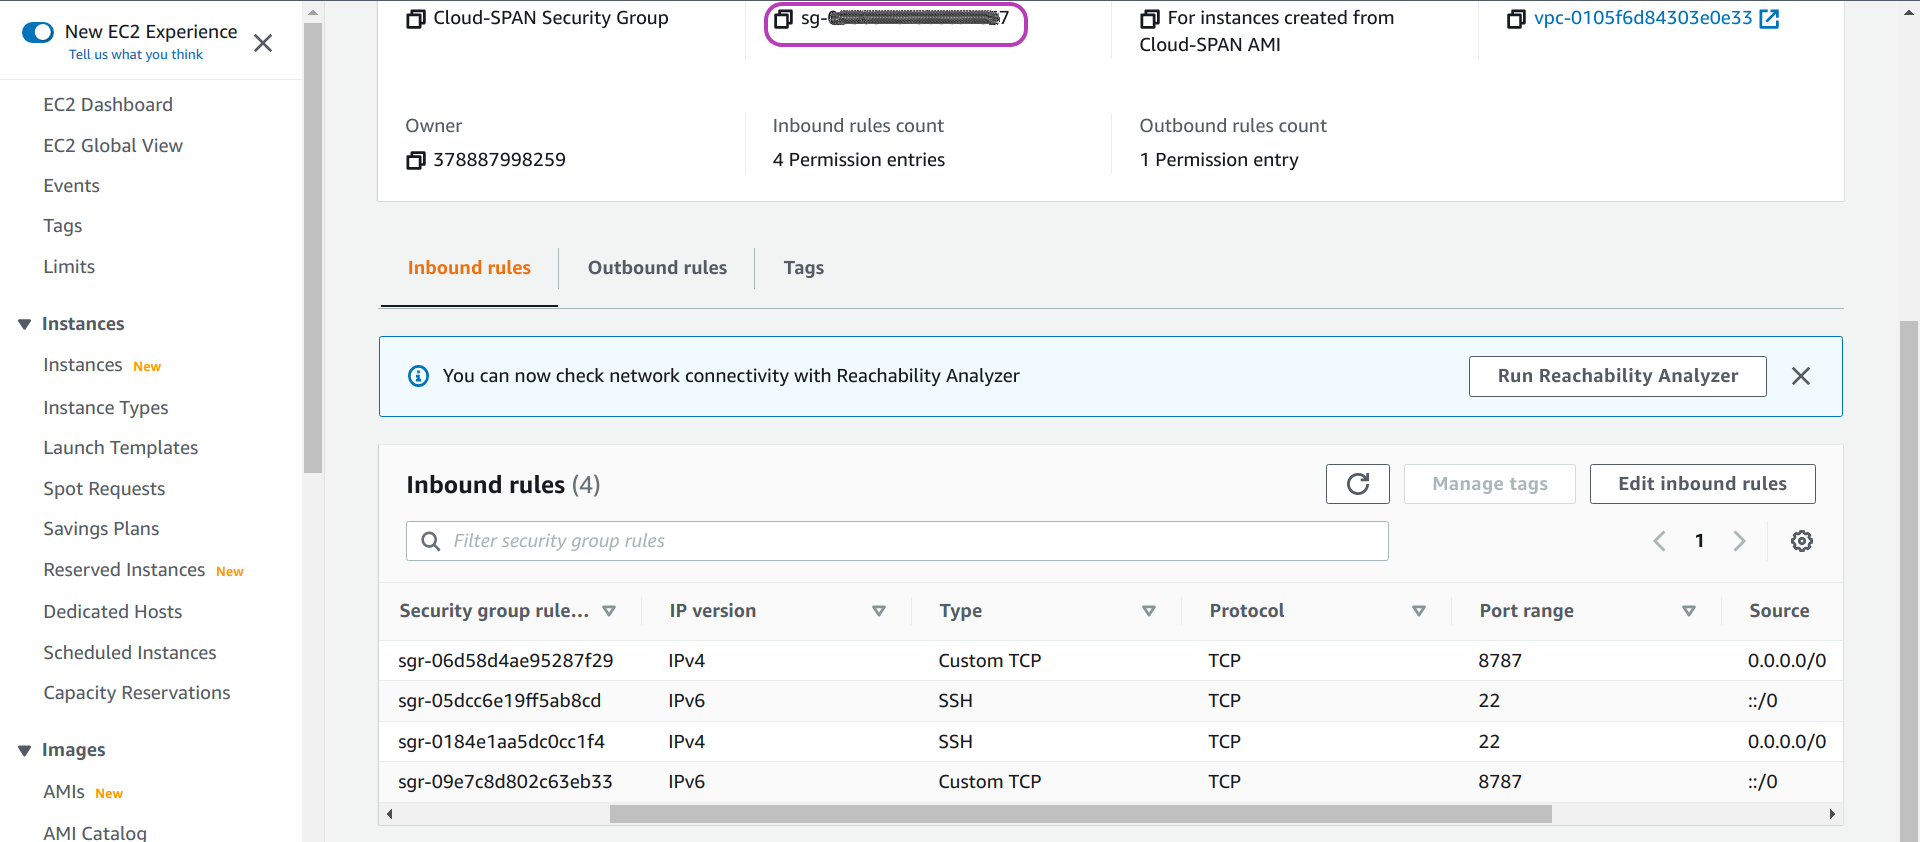 New EC2 Experience
Tell us what you think
EC2 Dashboard
EC2 Global View
Events
Tags
Limits
Instances
Instances New
Instance Types
Launch Templates
Spot Requests
Savings Plans
Reserved Instances New
Dedicated Hosts
Scheduled Instances
Capacity Reservations
Images
AMIs New
AMI Catalog
Cloud-SPAN Security Group
sg- 7
For instances created from
Cloud-SPAN AMI
vpc-0105f6d84303e0e33
Owner
378887998259
Inbound rules count
4 Permission entries
Outbound rules count
1 Permission entry
Inbound rules Outbound rules Tags
You can now check network connectivity with Reachability Analyzer Run Reachability Analyzer
Inbound rules (4) Manage tags Edit inbound rules
Filter security group rules 1
Security group rule... IP version Type Protocol Port range Source
sgr-06d58d4ae95287f29 IPv4 Custom TCP TCP 8787 0.0.0.0/0
sgr-05dcc6e19ff5ab8cd IPv6 SSH TCP 22 ::/0
sgr-0184e1aa5dc0cc1f4 IPv4 SSH TCP 22 0.0.0.0/0
sgr-09e7c8d802c63eb33 IPv6 Custom TCP TCP 8787 ::/0